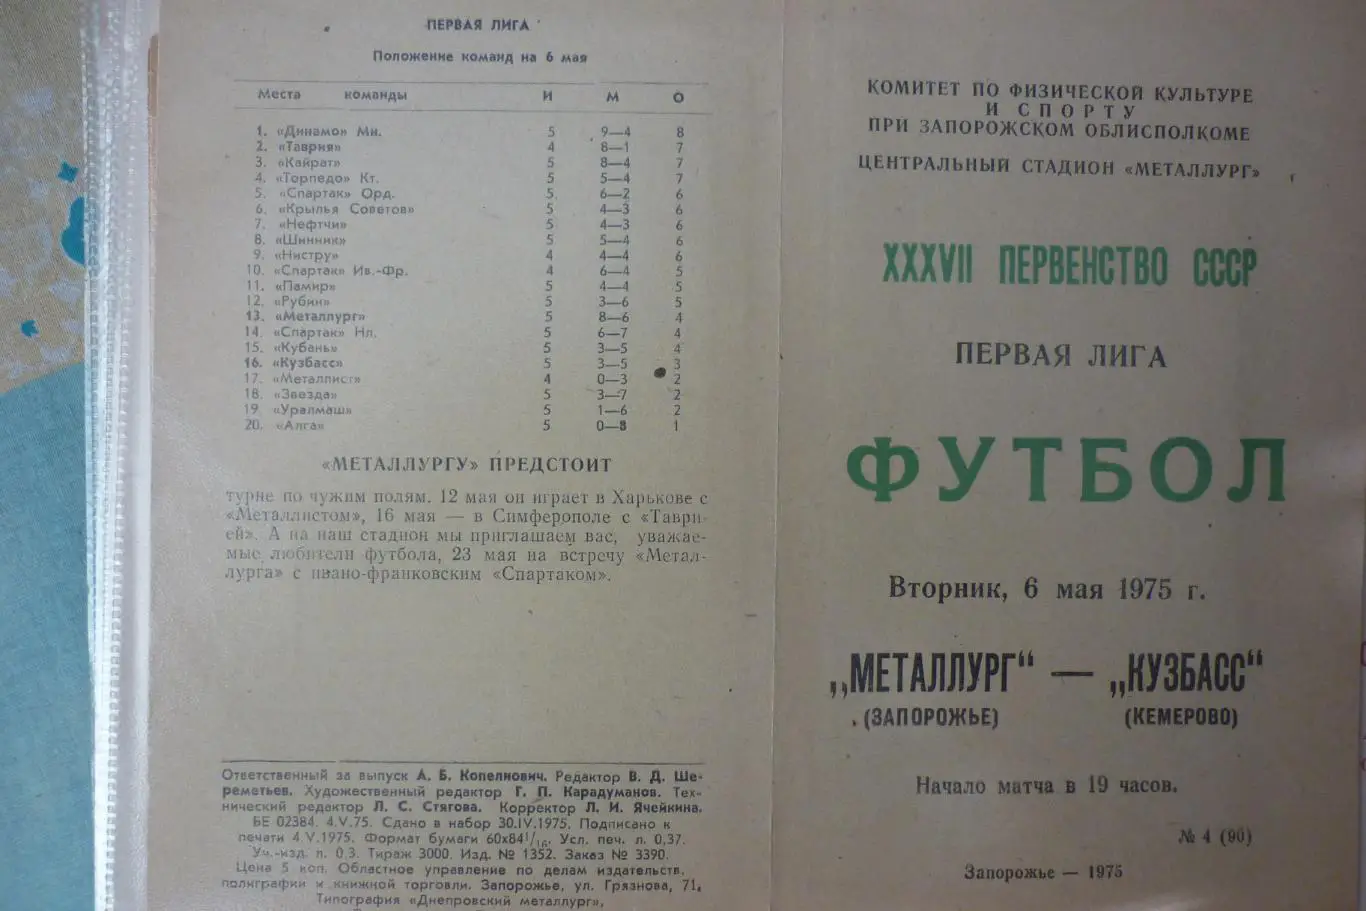 ПЕРВАЯ ЛИГА
Положение команд на 6 мая
Места команды И М О
1. «Динамо» Мн. 5 9—4 8
2. «Таврия» 4 8—1 7
3. «Кайрат» 5 8—4 7
4. «Торпедо» Кт. 5 5—4 7
5. «Спартак» Орд. 5 6—2 6
6. «Крылья Советов» 5 4—3 6
7. «Нефтчи» 5 4—3 6
8. «Шинник» 5 5—4 6
9. «Нистру» 4 4—4 6
10. «Спартак» Ив.-Фр. 4 6—4 5
11. «Памир» 5 4—4 5
12. «Рубин» 5 3—6 5
13. «Металлург» 5 8—6 4
14. «Спартак» Нл. 5 6—7 4
15. «Кубань» 5 3—5 4
16. «Кузбасс» 5 3—5 3
17. «Металлист» 4 0—3 2
18. «Звезда» 5 3—7 2
19. «Уралмаш» 5 1—6 2
20. «Алга» 5 0—8 1
«МЕТАЛЛУРГУ» ПРЕДСТОИТ
турне по чужим полям. 12 мая он играет в Харькове с
«Металлистом», 16 мая — в Симферополе с «Таври-
ей». А на наш стадион мы приглашаем вас, уважае-
мые любители футбола, 23 мая на встречу «Метал-
лурга» с ивано-франковским «Спартаком».
Ответственный за выпуск А. Б. Копелиович. Редактор В. Д. Ше-
реметьев. Художественный редактор Г. П. Карадуманов. Тех-
нический редактор Л. С. Стягова. Корректор Л. И. Ячейкина.
БЕ 02384. 4.V.75. Сдано в набор 30.IV.1975. Подписано к
печати 4.V.1975. Формат бумаги 60х84 1/16. Усл. печ. л. 0,37.
Уч.-изд. л. 0,3. Тираж 3000. Изд. № 1352. Заказ № 3390.
Цена 5 коп. Областное управление по делам издательств,
полиграфии и книжной торговли. Запорожье, ул. Грязнова, 71,
Типография «Днепровский металлург»,
КОМИТЕТ ПО ФИЗИЧЕСКОЙ КУЛЬТУРЕ
И СПОРТУ
ПРИ ЗАПОРОЖСКОМ ОБЛИСПОЛКОМЕ
ЦЕНТРАЛЬНЫЙ СТАДИОН «МЕТАЛЛУРГ»
XXXVII ПЕРВЕНСТВО СССР
ПЕРВАЯ ЛИГА
ФУТБОЛ
Вторник, 6 мая 1975 г.
„МЕТАЛЛУРГ“ — „КУЗБАСС“
(ЗАПОРОЖЬЕ) (КЕМЕРОВО)
Начало матча в 19 часов.
№ 4 (90)
Запорожье — 1975